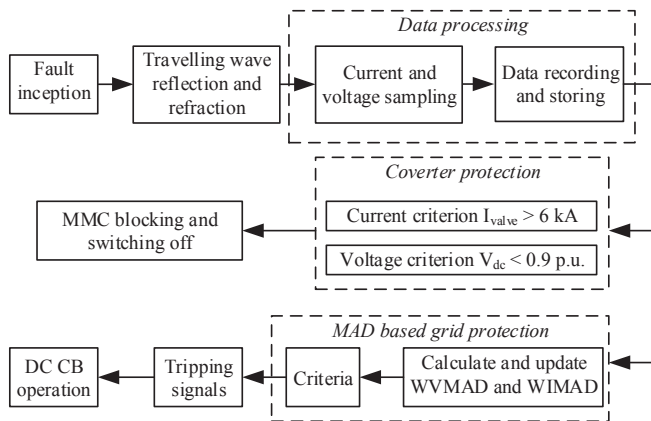 Data processing
Fault
inception
Travelling wave
reflection and
refraction
Current and
voltage sampling
Data recording
and storing
Coverter protection
MMC blocking and
switching off
Current criterion I_valve > 6 kA
Voltage criterion V_dc < 0.9 p.u.
MAD based grid protection
DC CB
operation
Tripping
signals
Criteria
Calculate and update
WVMAD and WIMAD